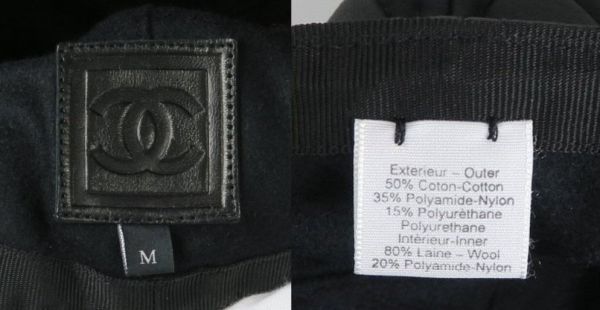 M
Exterieur - Outer
50% Coton-Cotton
35% Polyamide-Nylon
15% Polyuréthane
Polyurethane
Intérieur-Inner
80% Laine - Wool
20% Polyamide-Nylon